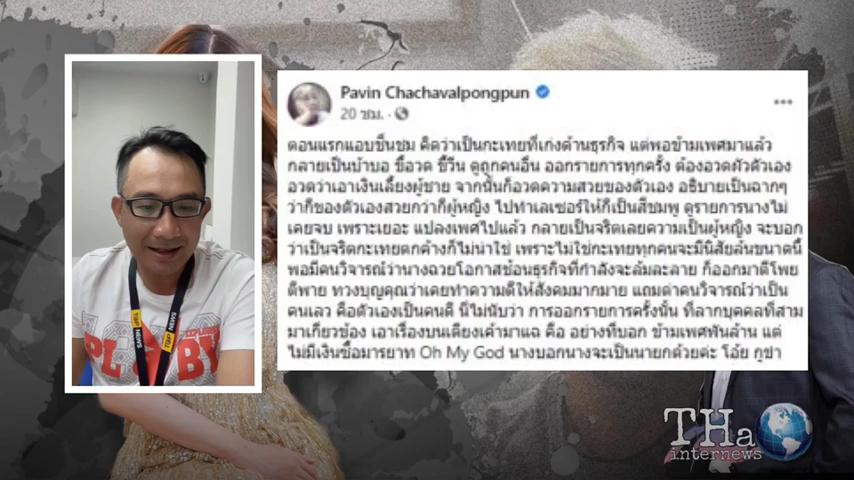 Pavin Chachavalpongpun
20 ชม.
ตอนแรกแอบชื่นชม คิดว่าเป็นกะเทยที่เก่งด้านธุรกิจ แต่พอข้ามเพศมาแล้ว
กลายเป็นบ้าบอ ขี้อวด ขี้วีน ดูถูกคนอื่น ออกรายการทุกครั้ง ต้องอวดผัวตัวเอง
อวดว่าเอาเงินเลี้ยงผู้ชาย จากนั้นก็อวดความสวยของตัวเอง อธิบายเป็นฉากๆ
ว่าก็ของตัวเองสวยกว่าก็ผู้หญิง ไปทำเลเซอร์ให้ก็เป็นสีชมพู ดูรายการนางไม่
เคยจบ เพราะเยอะ แปลงเพศไปแล้ว กลายเป็นจริตเลยความเป็นผู้หญิง จะบอก
ว่าเป็นจริตกะเทยตกค้างก็ไม่น่าใช่ เพราะไม่ใช่กะเทยทุกคนจะมีนิสัยล้นขนาดนี้
พอมีคนวิจารณ์ว่านางฉวยโอกาสซ้อนธุรกิจที่กำลังจะล้มละลาย ก็ออกมาตีโพย
ตีพาย ทวงบุญคุณว่าเคยทำความดีให้สังคมมากมาย แถมด่าคนวิจารณ์ว่าเป็น
คนเลว คือตัวเองเป็นคนดี นี่ไม่นับว่า การออกรายการครั้งนั้น ที่ลากบุคคลที่สาม
มาเกี่ยวข้อง เอาเรื่องบนเตียงเค้ามาแฉ คือ อย่างที่บอก ข้ามเพศพันล้าน แต่
ไม่มีเงินซื้อมารยาท Oh My God นางบอกนางจะเป็นนายกด้วยค่ะ โอ้ย กูขำ
TOP NEWS
THa
internews